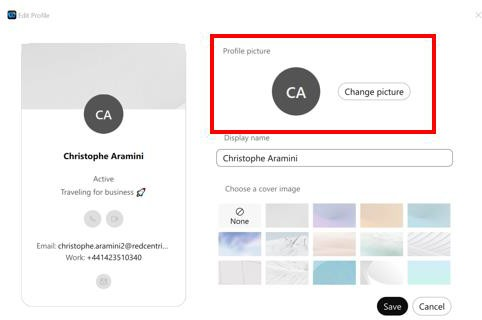 Edit Profile
CA
Christophe Aramini
Active
Traveling for business 🚀
Email: christophe.aramini2@redcentri...
Work: +441423510340
Profile picture
CA
Change picture
Display name
Christophe Aramini
Choose a cover image
None
Save
Cancel